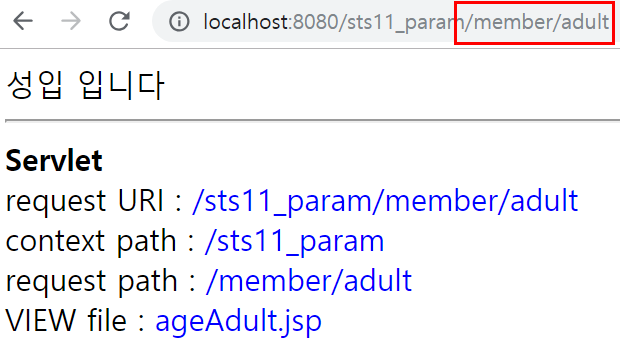 localhost:8080/sts11_param/member/adult
성입 입니다
Servlet
request URI : /sts11_param/member/adult
context path : /sts11_param
request path : /member/adult
VIEW file : ageAdult.jsp